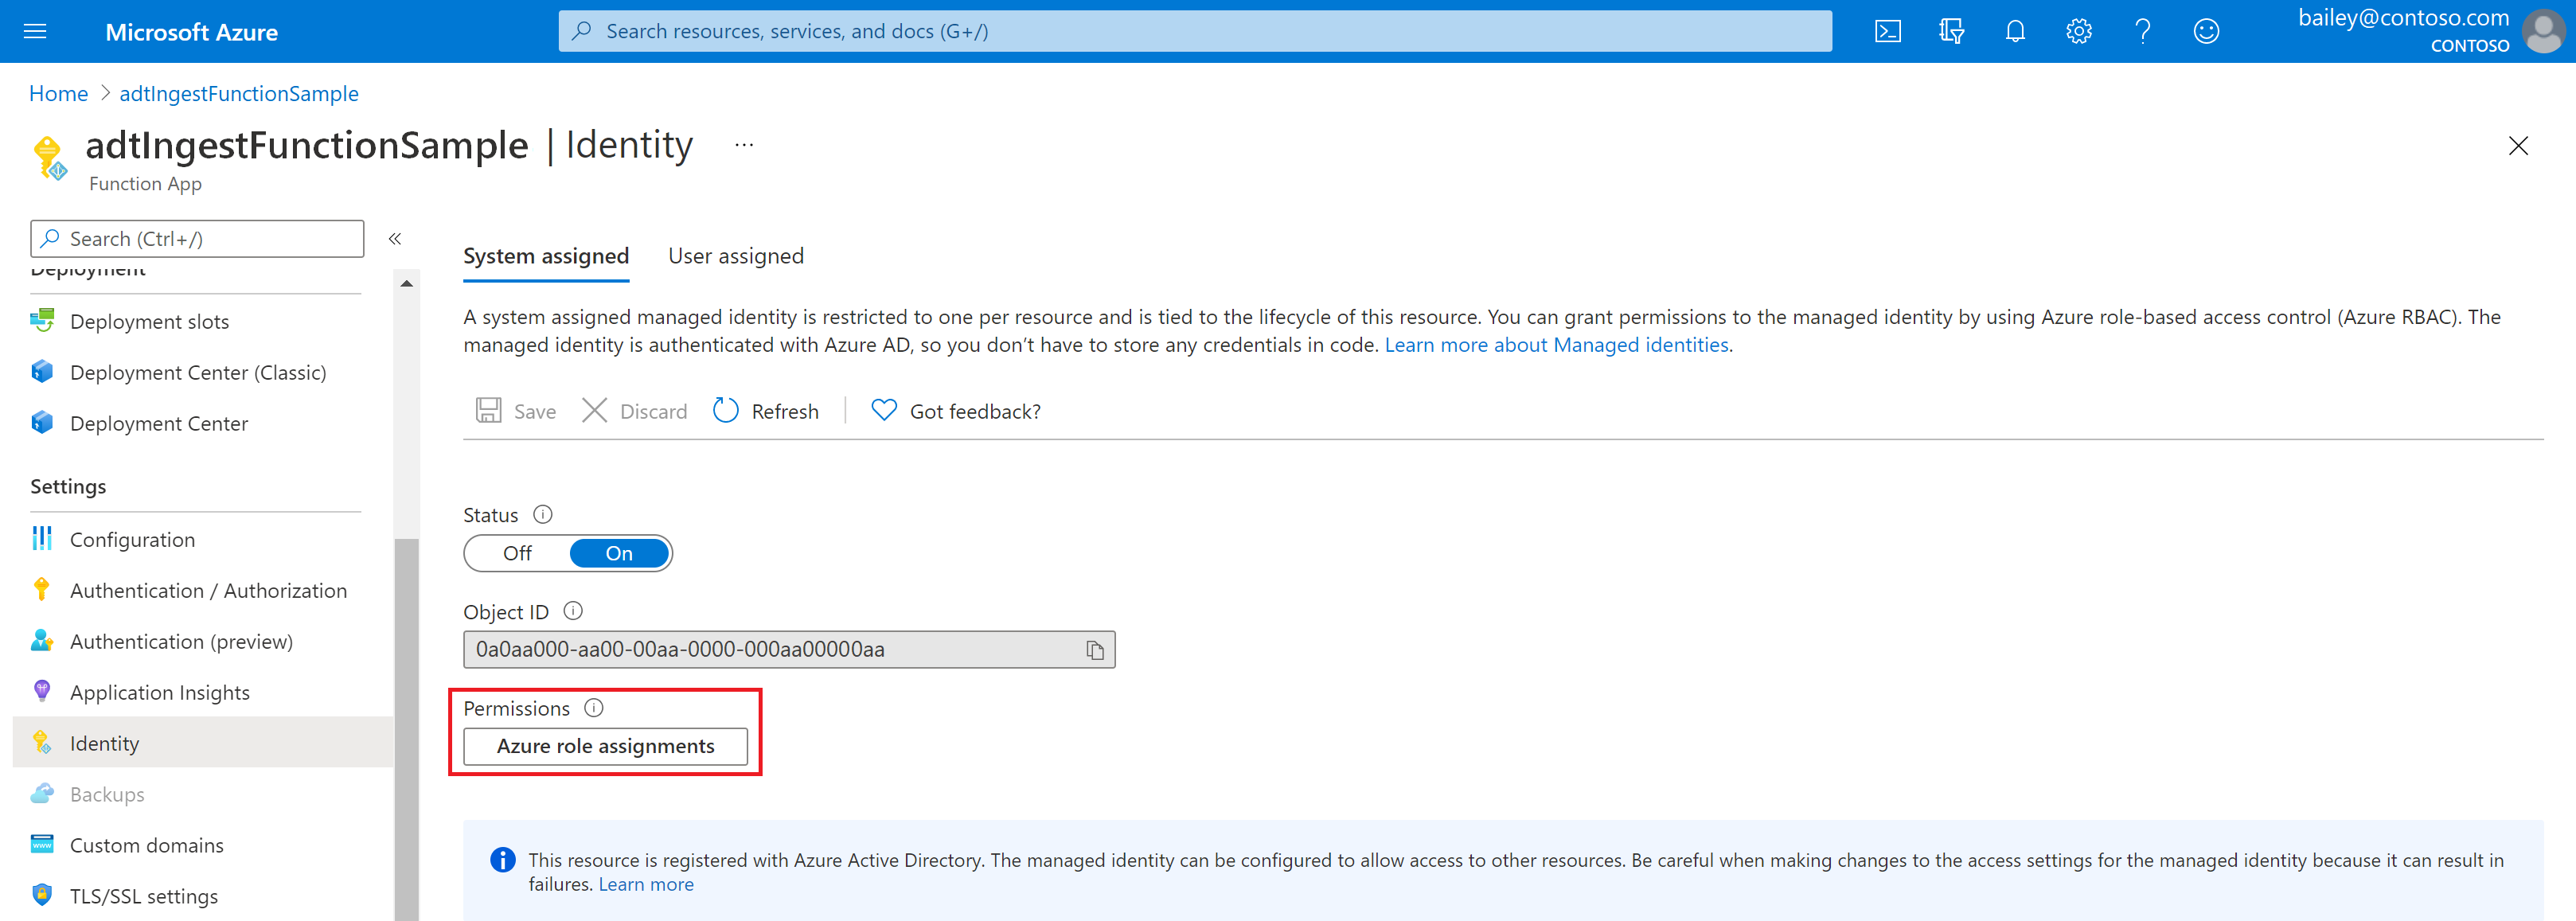 Microsoft Azure
Search resources, services, and docs (G+/)
bailey@contoso.com
CONTOSO
Home > adtIngestFunctionSample
adtIngestFunctionSample | Identity ...
Function App
Search (Ctrl+/)
«
Deployment
Deployment slots
Deployment Center (Classic)
Deployment Center
Settings
Configuration
Authentication / Authorization
Authentication (preview)
Application Insights
Identity
Backups
Custom domains
TLS/SSL settings
System assigned User assigned
A system assigned managed identity is restricted to one per resource and is tied to the lifecycle of this resource. You can grant permissions to the managed identity by using Azure role-based access control (Azure RBAC). The
managed identity is authenticated with Azure AD, so you don’t have to store any credentials in code. Learn more about Managed identities.
Save Discard Refresh Got feedback?
Status
Off On
Object ID
0a0aa000-aa00-00aa-0000-000aa00000aa
Permissions
Azure role assignments
This resource is registered with Azure Active Directory. The managed identity can be configured to allow access to other resources. Be careful when making changes to the access settings for the managed identity because it can result in
failures. Learn more